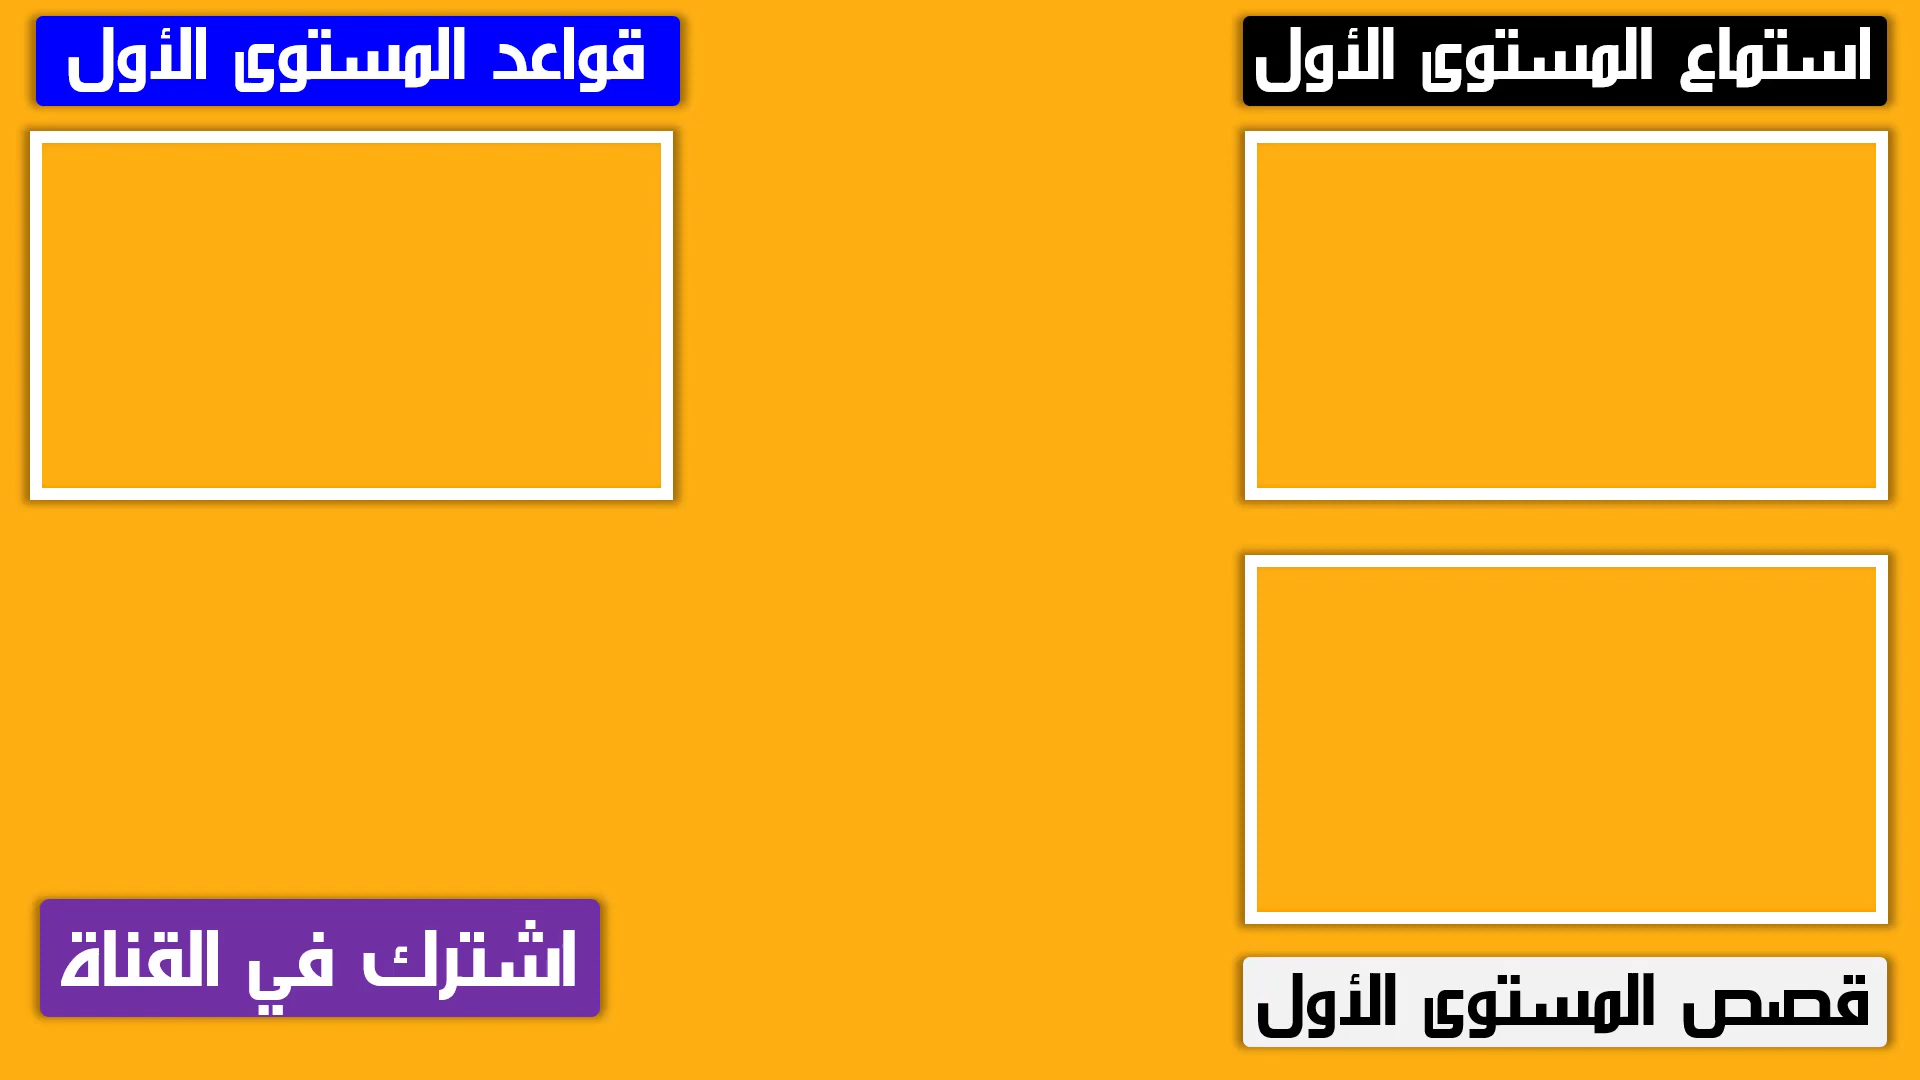 استماع المستوى الأول
قواعد المستوى الأول
اشترك في القناة
قصص المستوى الأول